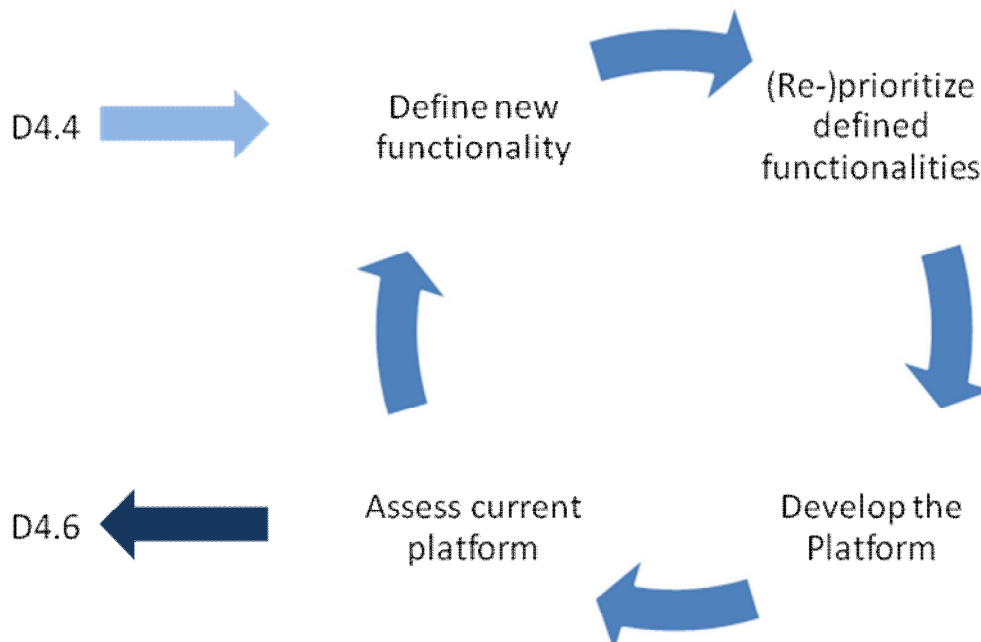 D4.4
Define new
functionality
(Re-)prioritize
defined
functionalities
D4.6
Assess current
platform
Develop the
Platform